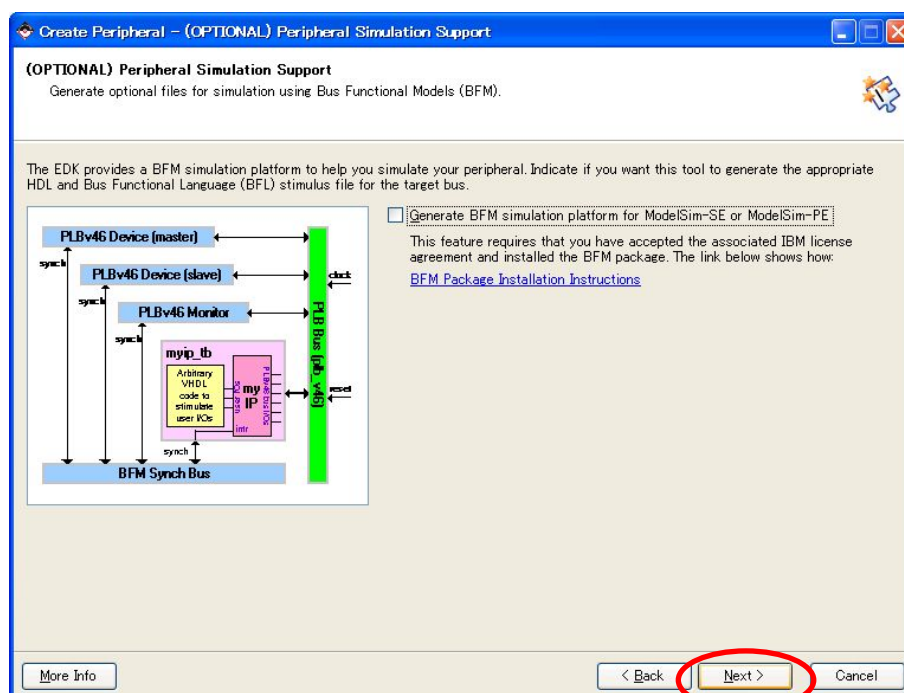 Create Peripheral - (OPTIONAL) Peripheral Simulation Support
(OPTIONAL) Peripheral Simulation Support
Generate optional files for simulation using Bus Functional Models (BFM).
The EDK provides a BFM simulation platform to help you simulate your peripheral. Indicate if you want this tool to generate the appropriate
HDL and Bus Functional Language (BFL) stimulus file for the target bus.
PLBv46 Device (master)
synch
PLBv46 Device (slave)
clock
synch
PLBv46 Monitor
synch
PLB Bus (plb_v46)
myip_tb
Arbitrary
VHDL
code to
stimulate
user I/Os
my
IP
PLBv46 bus I/Os
intr
reset
synch
BFM Synch Bus
Generate BFM simulation platform for ModelSim-SE or ModelSim-PE
This feature requires that you have accepted the associated IBM license
agreement and installed the BFM package. The link below shows how:
BFM Package Installation Instructions
More Info
< Back
Next >
Cancel